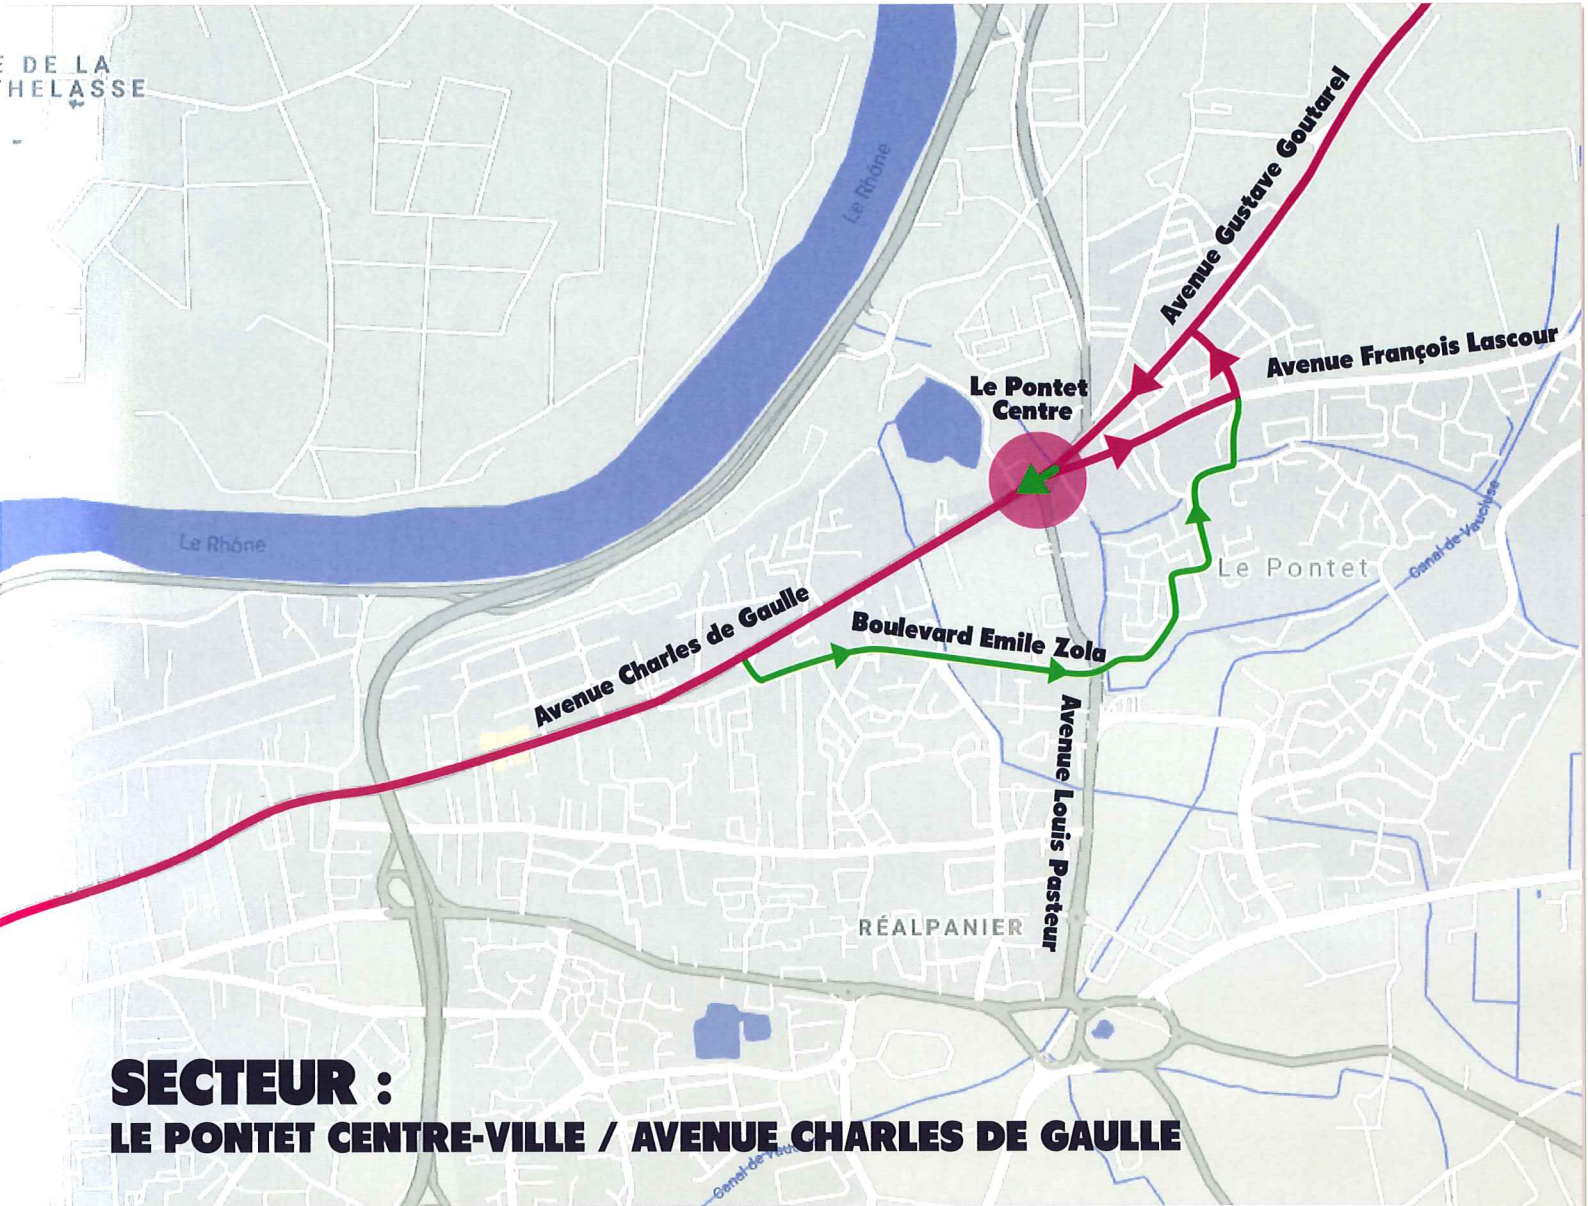 DE LA
HELASSE
Le Rhône
Avenue Gustave Goutarel
Avenue François Lascour
Le Pontet
Centre
Le Rhône
Le Pontet
Canal de Vaucluse
Avenue Charles de Gaulle
Boulevard Emile Zola
Avenue Louis Pasteur
RÉALPANIER
SECTEUR :
LE PONTET CENTRE-VILLE / AVENUE CHARLES DE GAULLE
Canal de